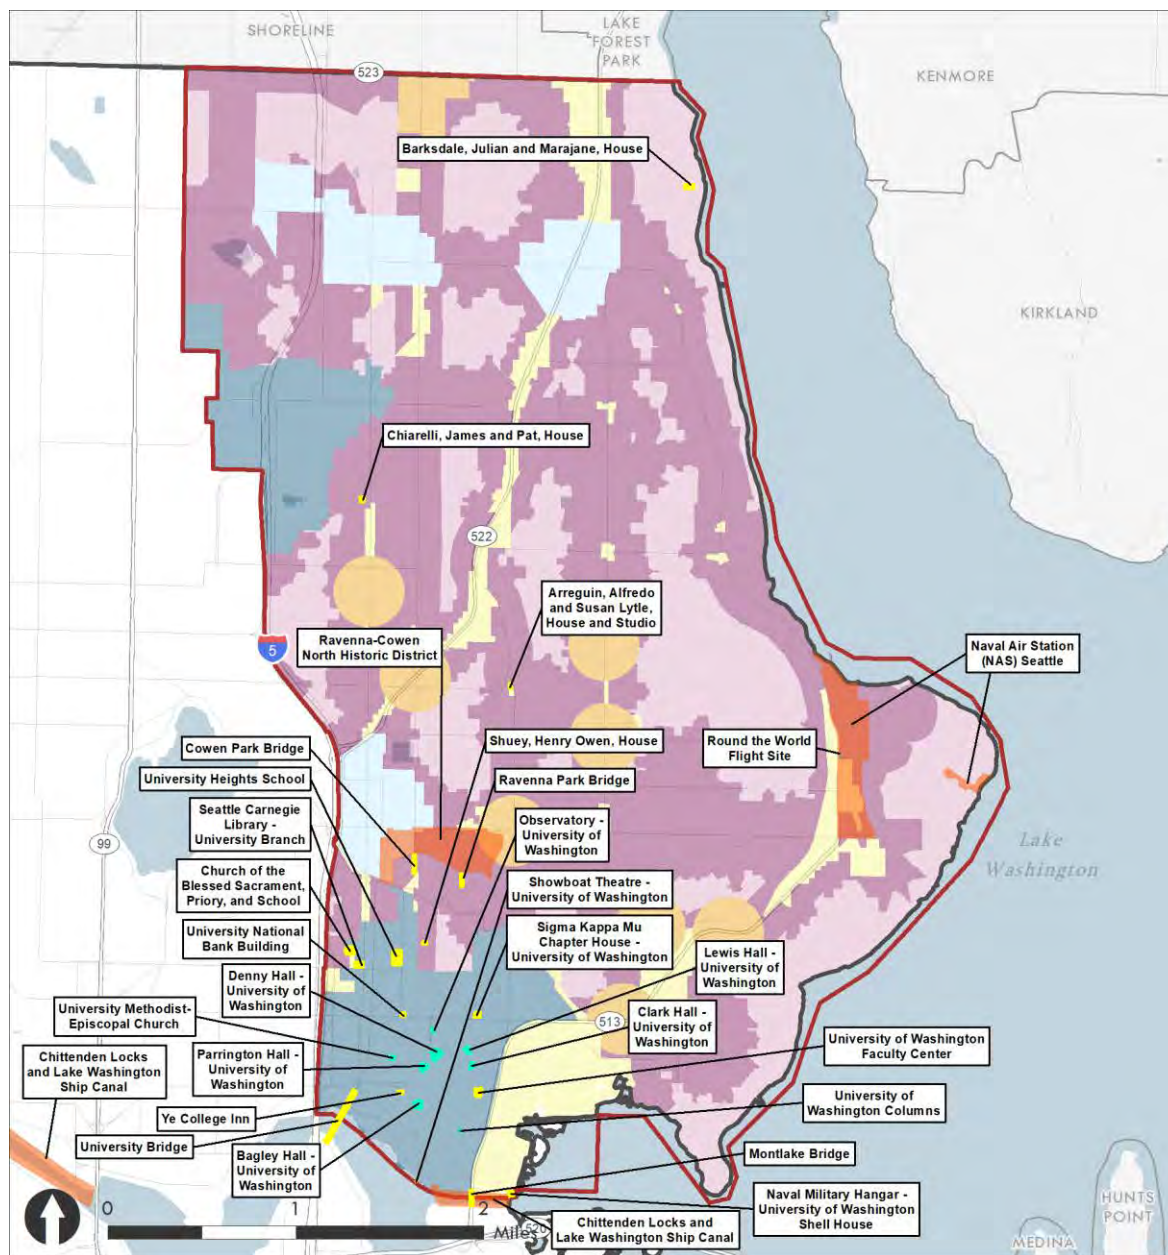 SHORELINE
LAKE
FOREST
PARK
KENMORE
523
Barksdale, Julian and Marajane, House
KIRKLAND
Chiarelli, James and Pat, House
522
Arreguin, Alfredo
and Susan Lytle,
House and Studio
Ravenna-Cowen
North Historic District
5
Naval Air Station
(NAS) Seattle
Cowen Park Bridge
Shuey, Henry Owen, House
Round the World
Flight Site
University Heights School
Ravenna Park Bridge
Seattle Carnegie
Library -
University Branch
Observatory -
University of
Washington
99
Lake
Washington
Church of the
Blessed Sacrament,
Priory, and School
Showboat Theatre -
University of Washington
University National
Bank Building
Sigma Kappa Mu
Chapter House -
University of Washington
Lewis Hall -
University of
Washington
Denny Hall -
University of
Washington
University Methodist-
Episcopal Church
513
Clark Hall -
University of
Washington
University of Washington
Faculty Center
Chittenden Locks
and Lake Washington
Ship Canal
Parrington Hall -
University of
Washington
Ye College Inn
University of
Washington Columns
University Bridge
Bagley Hall -
University of
Washington
Montlake Bridge
Naval Military Hangar -
University of Washington
Shell House
HUNTS
POINT
0
1
2
Miles
520
Chittenden Locks and
Lake Washington Ship Canal
MEDINA